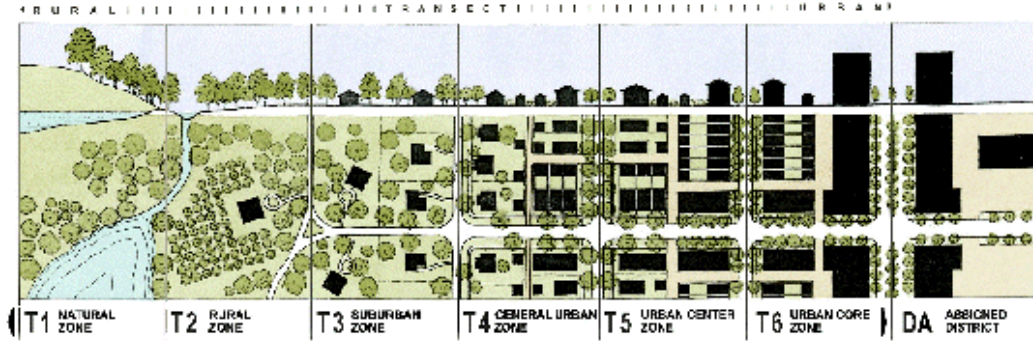 RURAL TRANSECT URBAN
T1 NATURAL ZONE
T2 RURAL ZONE
T3 SUBURBAN ZONE
T4 GENERAL URBAN ZONE
T5 URBAN CENTER ZONE
T6 URBAN CORE ZONE
DA ASSIGNED DISTRICT